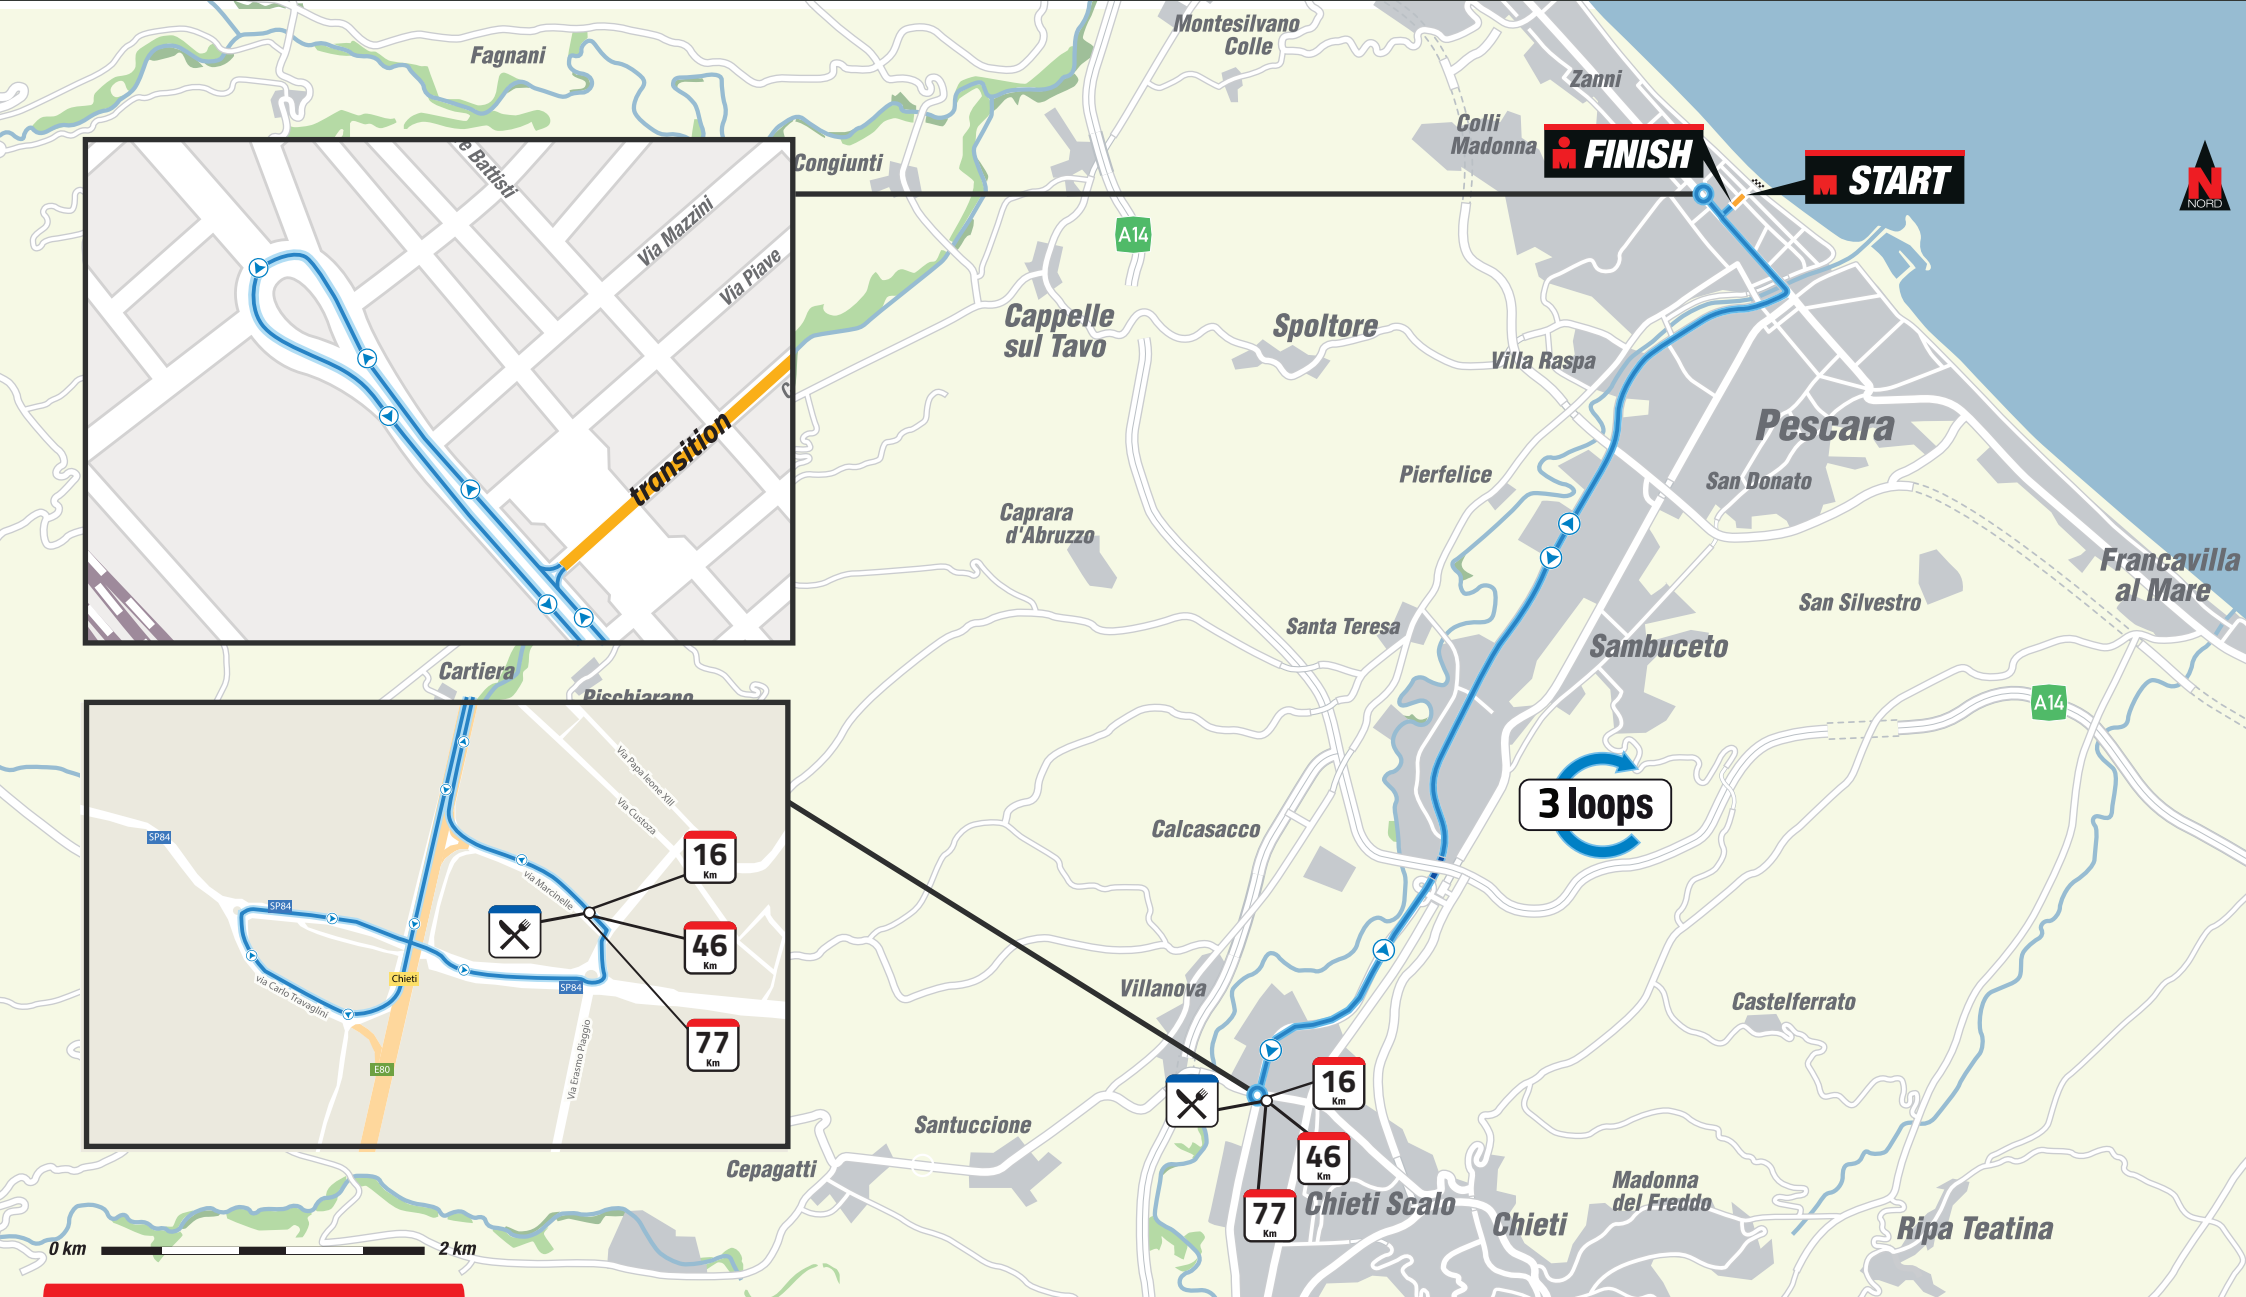 Montesilvano
Colle
Fagnani
Zanni
Colli
Madonna
FINISH
START
N
NORD
Congiunti
e Battisti
Via Mazzini
Via Piave
transition
A14
Cappelle
sul Tavo
Spoltore
Villa Raspa
Pescara
Pierfelice
San Donato
Caprara
d'Abruzzo
Francavilla
al Mare
San Silvestro
Santa Teresa
Sambuceto
Cartiera
Pischiarano
A14
3 loops
Calcasacco
Via Papa leone XIII
Via Custoza
SP84
16
Km
via Marcinelle
SP84
46
Km
Chieti
SP84
via Carlo Travaglini
77
Km
Via Erasmo Piaggio
E80
Villanova
Castelferrato
16
Km
46
Km
77
Km
Santuccione
Cepagatti
Chieti Scalo
Chieti
Madonna
del Freddo
Ripa Teatina
0 km
2 km